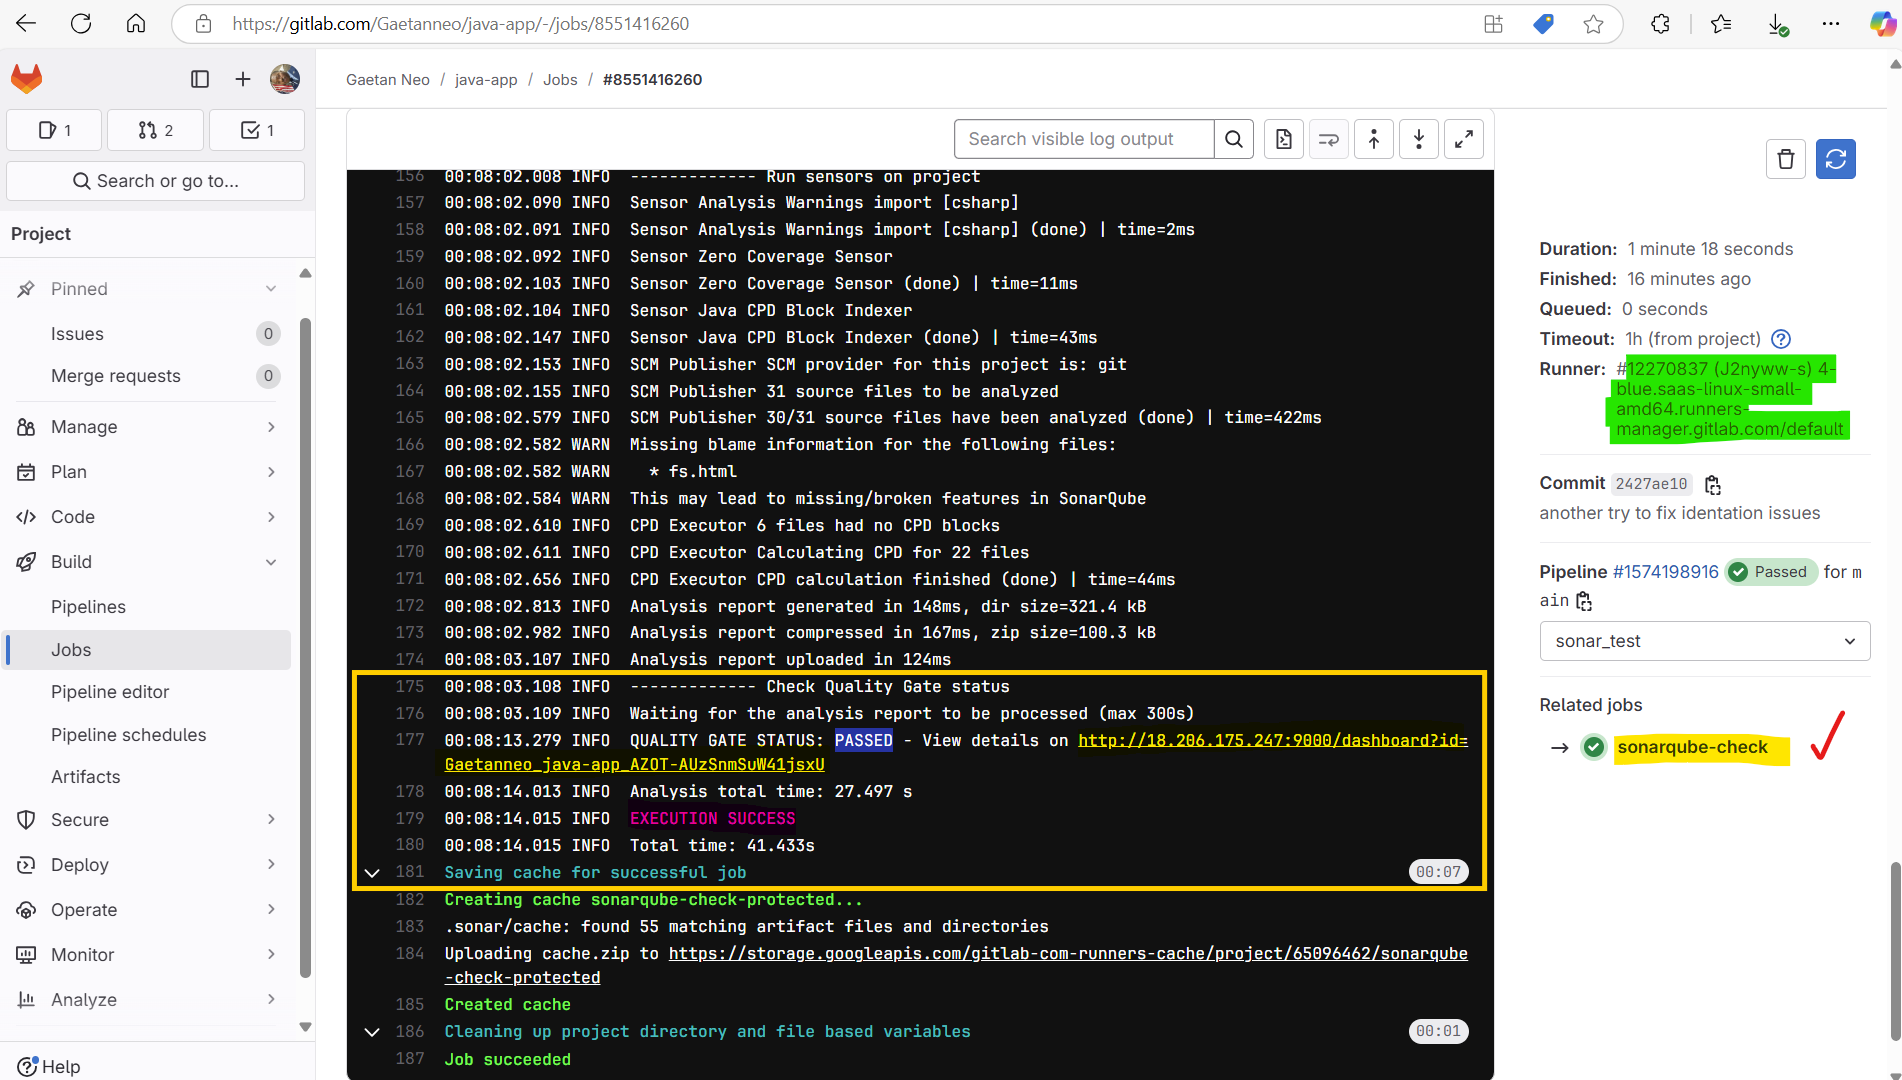 https://gitlab.com/Gaetanneo/java-app/-/jobs/8551416260
Gaetan Neo / java-app / Jobs / #8551416260
1
2
1
Search or go to...
Project
Pinned
Issues 0
Merge requests 0
Manage
Plan
Code
Build
Pipelines
Jobs
Pipeline editor
Pipeline schedules
Artifacts
Secure
Deploy
Operate
Monitor
Analyze
Help
Search visible log output
156 00:08:02.008 INFO ------------- Run sensors on project
157 00:08:02.090 INFO Sensor Analysis Warnings import [csharp]
158 00:08:02.091 INFO Sensor Analysis Warnings import [csharp] (done) | time=2ms
159 00:08:02.092 INFO Sensor Zero Coverage Sensor
160 00:08:02.103 INFO Sensor Zero Coverage Sensor (done) | time=11ms
161 00:08:02.104 INFO Sensor Java CPD Block Indexer
162 00:08:02.147 INFO Sensor Java CPD Block Indexer (done) | time=43ms
163 00:08:02.153 INFO SCM Publisher SCM provider for this project is: git
164 00:08:02.155 INFO SCM Publisher 31 source files to be analyzed
165 00:08:02.579 INFO SCM Publisher 30/31 source files have been analyzed (done) | time=422ms
166 00:08:02.582 WARN Missing blame information for the following files:
167 00:08:02.582 WARN * fs.html
168 00:08:02.584 WARN This may lead to missing/broken features in SonarQube
169 00:08:02.610 INFO CPD Executor 6 files had no CPD blocks
170 00:08:02.611 INFO CPD Executor Calculating CPD for 22 files
171 00:08:02.656 INFO CPD Executor CPD calculation finished (done) | time=44ms
172 00:08:02.813 INFO Analysis report generated in 148ms, dir size=321.4 kB
173 00:08:02.982 INFO Analysis report compressed in 167ms, zip size=100.3 kB
174 00:08:03.107 INFO Analysis report uploaded in 124ms
175 00:08:03.108 INFO ------------- Check Quality Gate status
176 00:08:03.109 INFO Waiting for the analysis report to be processed (max 300s)
177 00:08:13.279 INFO QUALITY GATE STATUS: PASSED - View details on http://18.206.175.247:9000/dashboard?id=
Gaetanneo_java-app_AZOT-AUzSnmSuW41jsxU
178 00:08:14.013 INFO Analysis total time: 27.497 s
179 00:08:14.015 INFO EXECUTION SUCCESS
180 00:08:14.015 INFO Total time: 41.433s
181 Saving cache for successful job 00:07
182 Creating cache sonarqube-check-protected...
183 .sonar/cache: found 55 matching artifact files and directories
184 Uploading cache.zip to https://storage.googleapis.com/gitlab-com-runners-cache/project/65096462/sonarqube
-check-protected
185 Created cache
186 Cleaning up project directory and file based variables 00:01
187 Job succeeded
Duration: 1 minute 18 seconds
Finished: 16 minutes ago
Queued: 0 seconds
Timeout: 1h (from project) ?
Runner: #12270837 (J2nyww-s) 4-
blue.saas-linux-small-
amd64.runners-
manager.gitlab.com/default
Commit 2427ae10
another try to fix identation issues
Pipeline #1574198916 Passed for m
ain
sonar_test
Related jobs
→ sonarqube-check